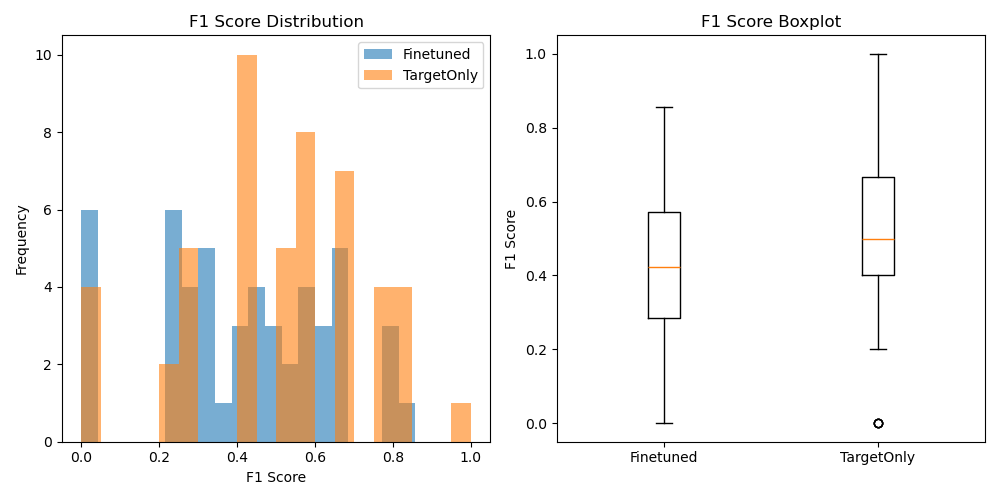 F1 Score Distribution
Finetuned
TargetOnly
Frequency
10
8
6
4
2
0
0.0 0.2 0.4 0.6 0.8 1.0
F1 Score
F1 Score Boxplot
F1 Score
1.0
0.8
0.6
0.4
0.2
0.0
Finetuned TargetOnly